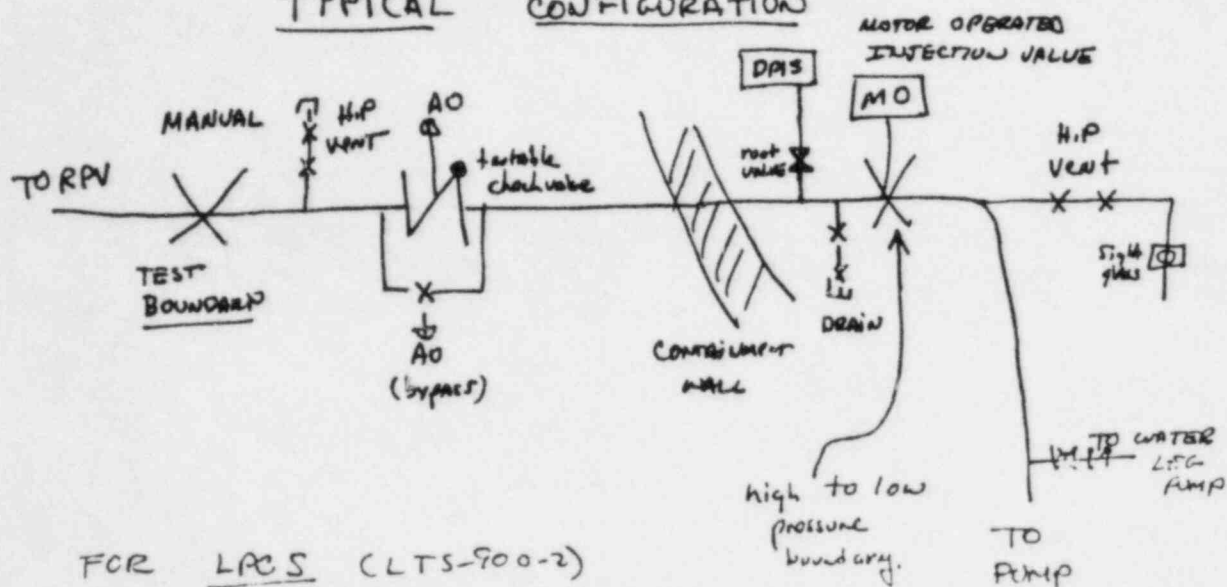 TYPICAL CONFIGURATION
MOTOR OPERATED
INJECTION VALVE
DPIS
MO
MANUAL
H.P
VENT
AO
testable
checkvalve
root
valve
H.P
vent
TO RPV
TEST
BOUNDARY
AO
(bypass)
CONTAINMENT
WALL
DRAIN
Sight
glass
high to low
pressure
boundary.
TO WATER
LEG
PUMP
TO
PUMP
FOR LPCS (LTS-900-2)